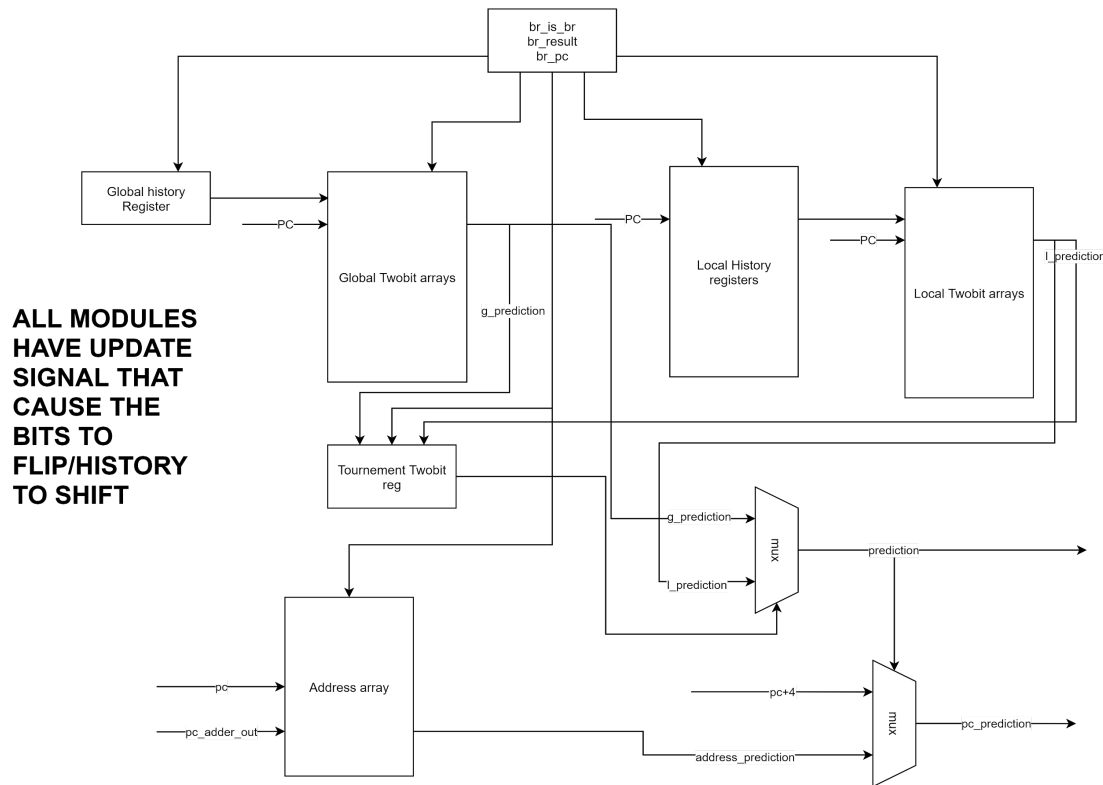 br_is_br
br_result
br_pc
Global history
Register
PC
Global Twobit arrays
g_prediction
PC
Local History
registers
PC
Local Twobit arrays
l_prediction
ALL MODULES
HAVE UPDATE
SIGNAL THAT
CAUSE THE
BITS TO
FLIP/HISTORY
TO SHIFT
Tournement Twobit
reg
g_prediction
l_prediction
mux
prediction
pc
pc_adder_out
Address array
address_prediction
pc+4
mux
pc_prediction